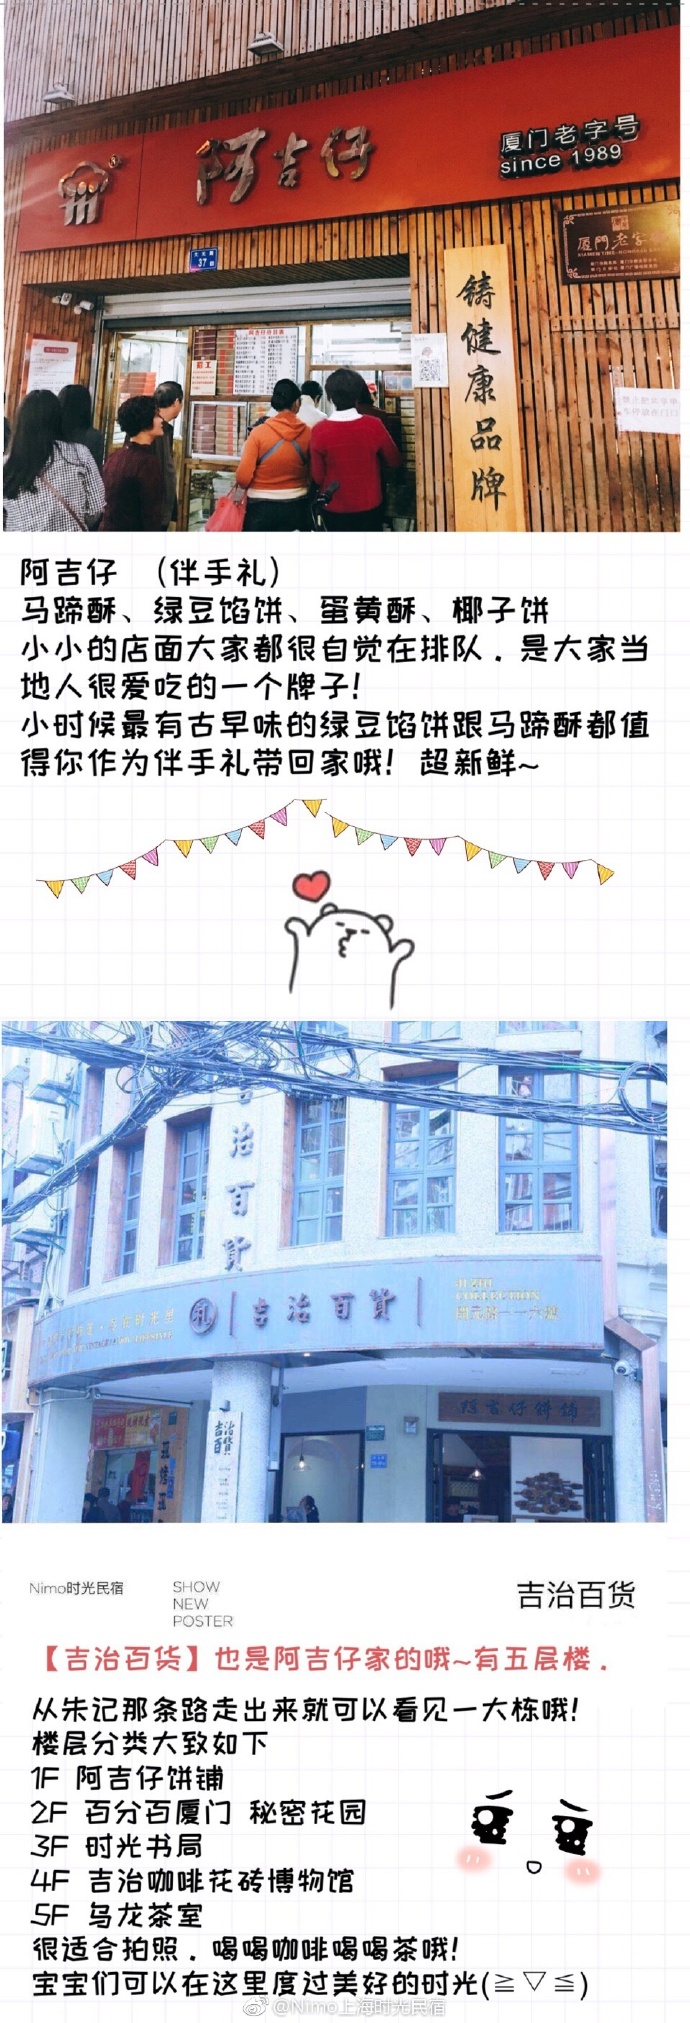 阿吉仔
厦门老字号
since 1989
厦門老字号
37
铸健康品牌
阿吉仔 （伴手礼）
马蹄酥、绿豆馅饼、蛋黄酥、椰子饼
小小的店面大家都很自觉在排队．是大家当
地人很爱吃的一个牌子！
小时候最有古早味的绿豆馅饼跟马蹄酥都值
得你作为伴手礼带回家哦！超新鲜~
吉治百貨
吉治百貨
JI ZHI
COLLECTION
吉治百貨
Nimo时光民宿
SHOW
NEW
POSTER
吉治百货
【吉治百货】也是阿吉仔家的哦~有五层楼．
从朱记那条路走出来就可以看见一大栋哦！
楼层分类大致如下
1F 阿吉仔饼铺
2F 百分百厦门 秘密花园
3F 时光书局
4F 吉治咖啡花砖博物馆
5F 乌龙茶室
很适合拍照．喝喝咖啡喝喝茶哦！
宝宝们可以在这里度过美好的时光(≧▽≦)
@Nimo上海时光民宿